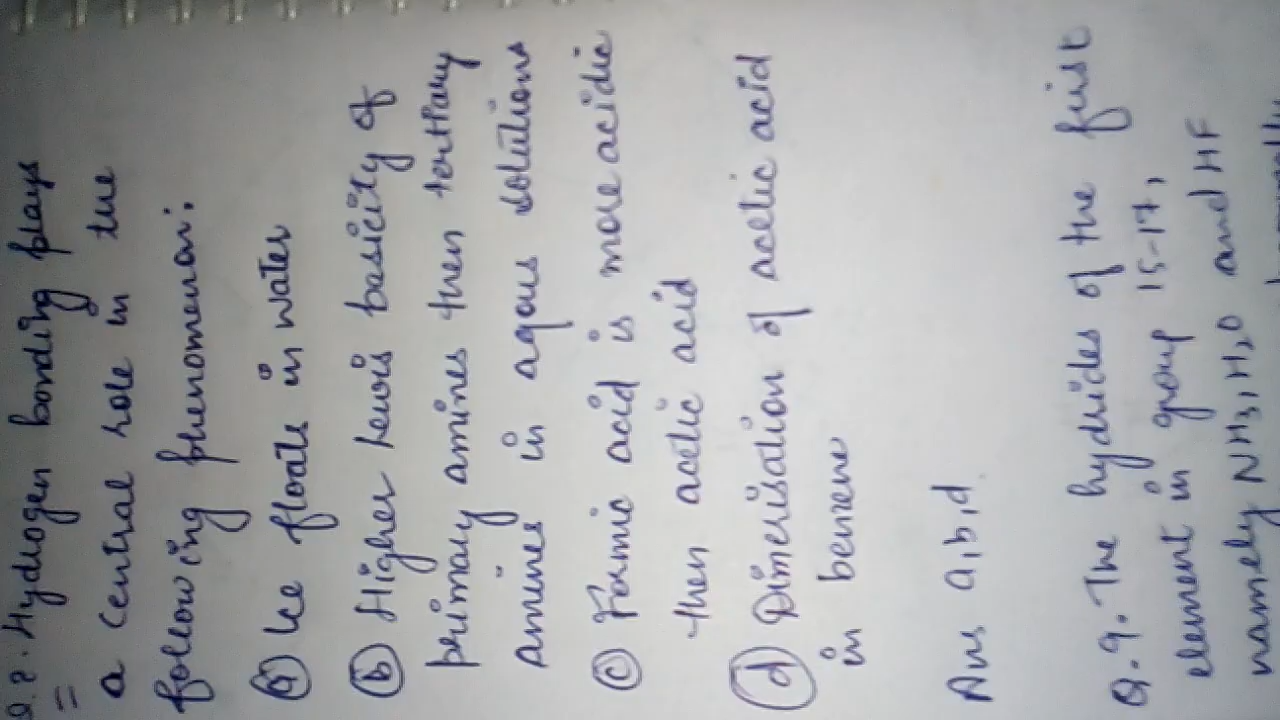 Q.8. Hydrogen bonding plays
a central role in the
following phenomenon.
(a) Ice floats in water
(b) Higher Lewis basicity of
primary amines then tertiary
amines in aqous solutions
(c) Formic acid is more acidic
then acetic acid
(d) Dimerisation of acetic acid
in benzene
Ans a,b,d.
Q.9. The hydrides of the first
element in group 15-17,
namely NH3, H2O and HF